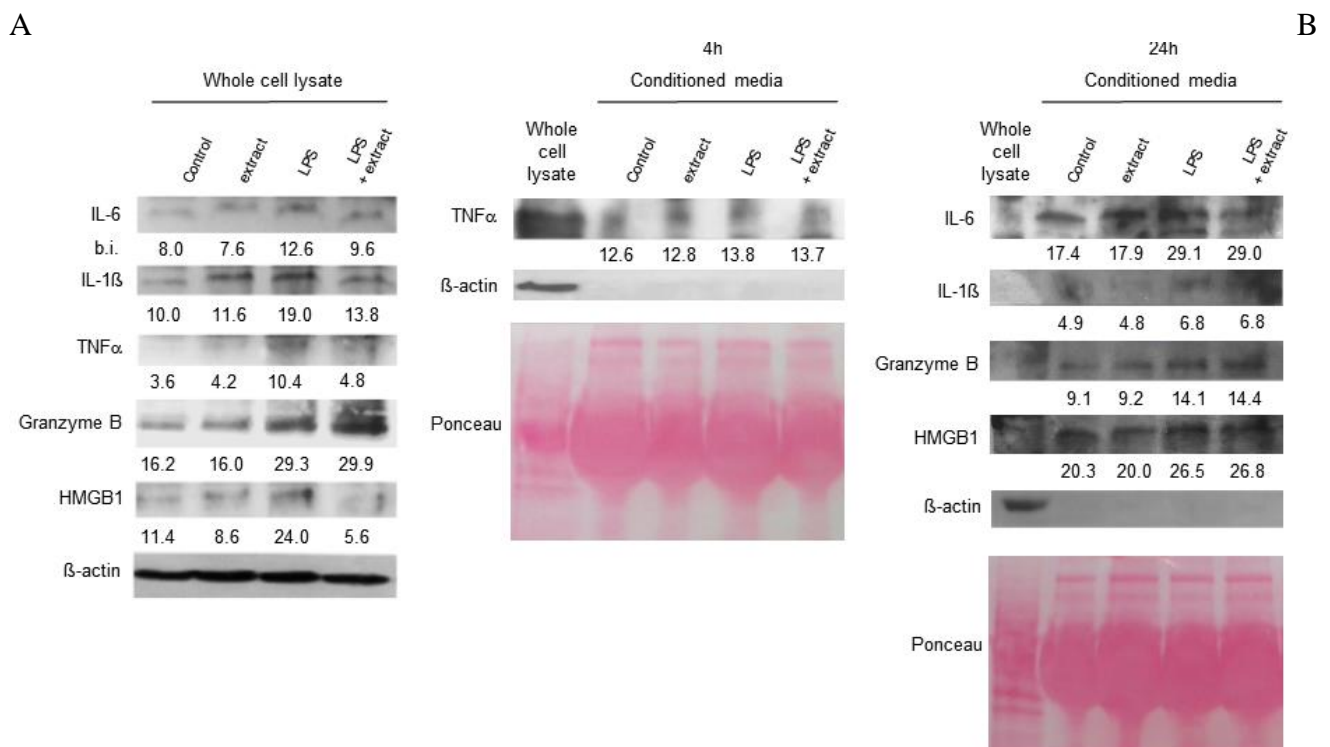 A
B
Whole cell lysate
Control
extract
LPS
LPS
+ extract
IL-6
b.i.
8.0 7.6 12.6 9.6
IL-1ß
10.0 11.6 19.0 13.8
TNFα
3.6 4.2 10.4 4.8
Granzyme B
16.2 16.0 29.3 29.9
HMGB1
11.4 8.6 24.0 5.6
ß-actin
4h
Conditioned media
Whole
cell
lysate
Control
extract
LPS
LPS
+ extract
TNFα
12.6 12.8 13.8 13.7
ß-actin
Ponceau
24h
Conditioned media
Whole
cell
lysate
Control
extract
LPS
LPS
+ extract
IL-6
17.4 17.9 29.1 29.0
IL-1ß
4.9 4.8 6.8 6.8
Granzyme B
9.1 9.2 14.1 14.4
HMGB1
20.3 20.0 26.5 26.8
ß-actin
Ponceau